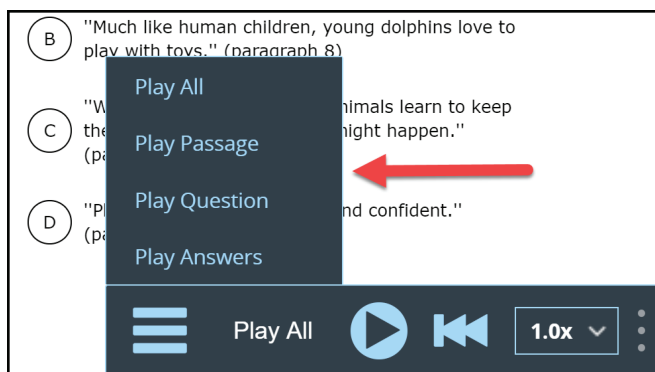 B "Much like human children, young dolphins love to
play with toys." (paragraph 8)
Play All
Play Passage
Play Question
Play Answers
C "W nimals learn to keep
the night happen."
(pa
D "Pl nd confident."
(pa
Play All 1.0x